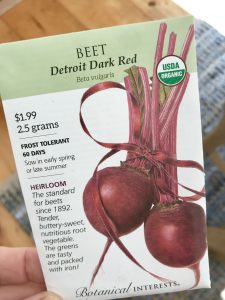 BEET
Detroit Dark Red
Beta vulgaris
USDA
ORGANIC
$1.99
2.5 grams
FROST TOLERANT
60 DAYS
Sow in early spring
or late summer
HEIRLOOM
The standard
for beets
since 1892.
Tender,
buttery-sweet,
nutritious root
vegetable.
The greens
are tasty
and packed
with iron!
Botanical INTERESTS.